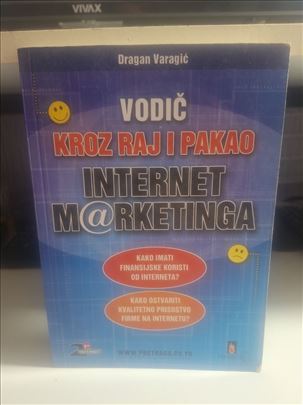 VIVAX
Dragan Varagić
VODIČ
KROZ RAJ I PAKAO
INTERNET
M@RKETINGA
KAKO IMATI
FINANSIJSKE KORISTI
OD INTERNETA?
KAKO OSTVARITI
KVALITETNO PRISUSTVO
FIRME NA INTERNETU?
WWW.PRETRAGA.CO.YU